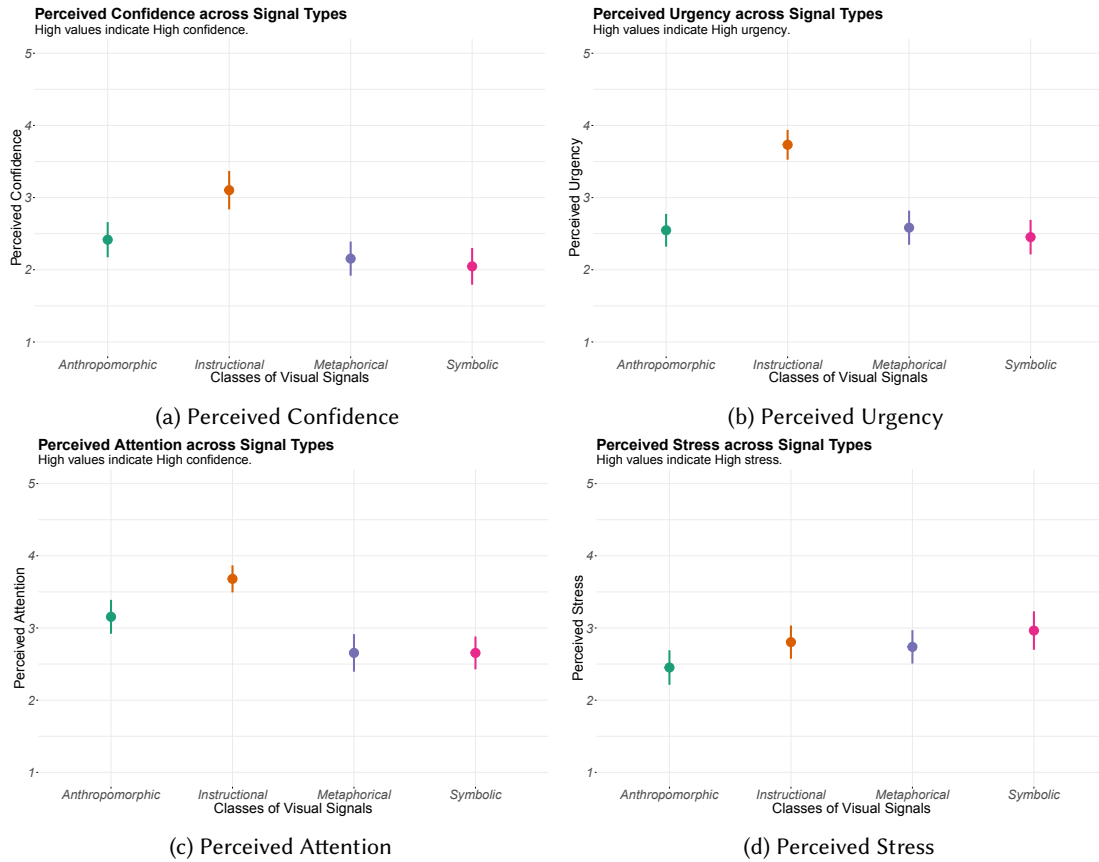 Perceived Confidence across Signal Types
High values indicate High confidence.
5
4
3
2
1
Perceived Confidence
Anthropomorphic Instructional Metaphorical Symbolic
Classes of Visual Signals
(a) Perceived Confidence
Perceived Urgency across Signal Types
High values indicate High urgency.
5
4
3
2
1
Perceived Urgency
Anthropomorphic Instructional Metaphorical Symbolic
Classes of Visual Signals
(b) Perceived Urgency
Perceived Attention across Signal Types
High values indicate High confidence.
5
4
3
2
1
Perceived Attention
Anthropomorphic Instructional Metaphorical Symbolic
Classes of Visual Signals
(c) Perceived Attention
Perceived Stress across Signal Types
High values indicate High stress.
5
4
3
2
1
Perceived Stress
Anthropomorphic Instructional Metaphorical Symbolic
Classes of Visual Signals
(d) Perceived Stress